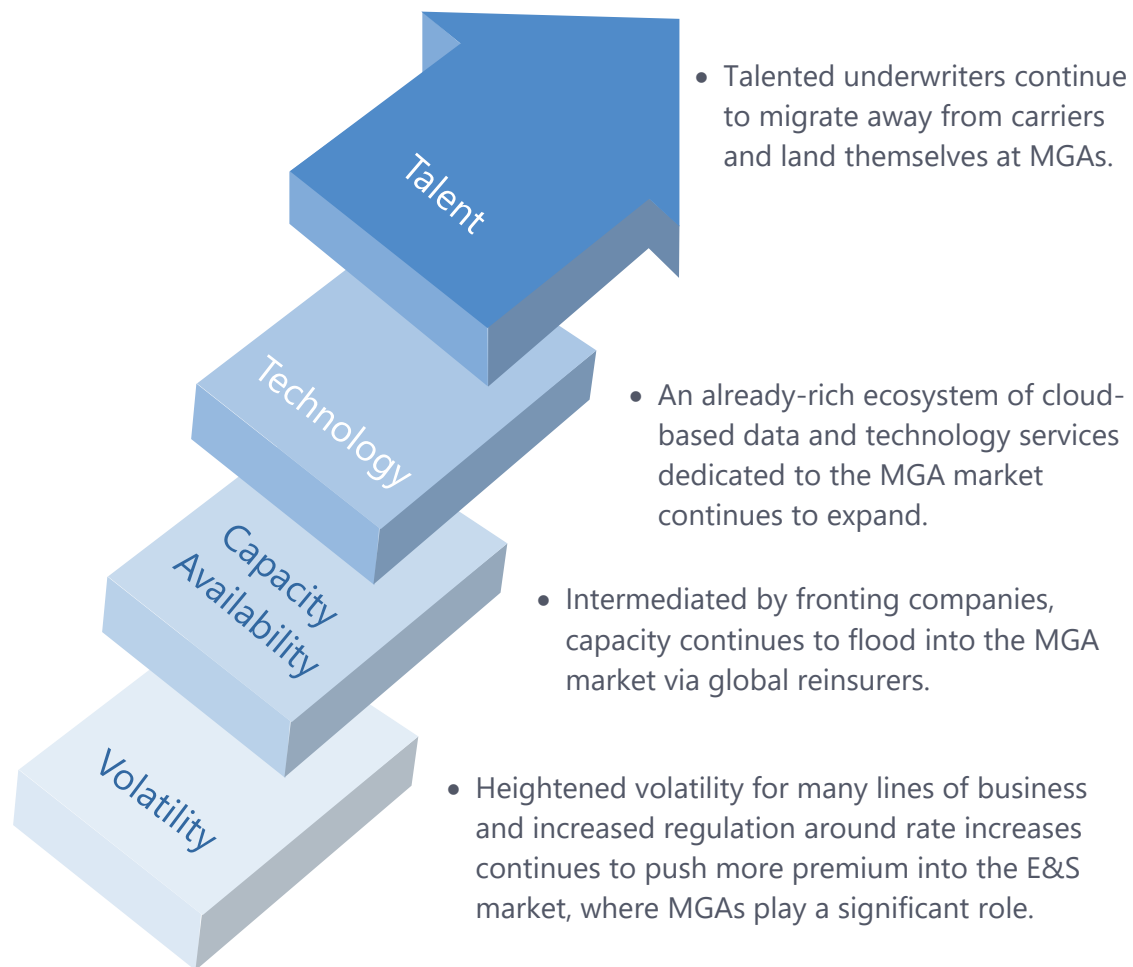 Talent
• Talented underwriters continue
to migrate away from carriers
and land themselves at MGAs.
Technology
• An already-rich ecosystem of cloud-
based data and technology services
dedicated to the MGA market
continues to expand.
Capacity
Availability
• Intermediated by fronting companies,
capacity continues to flood into the MGA
market via global reinsurers.
Volatility
• Heightened volatility for many lines of business
and increased regulation around rate increases
continues to push more premium into the E&S
market, where MGAs play a significant role.